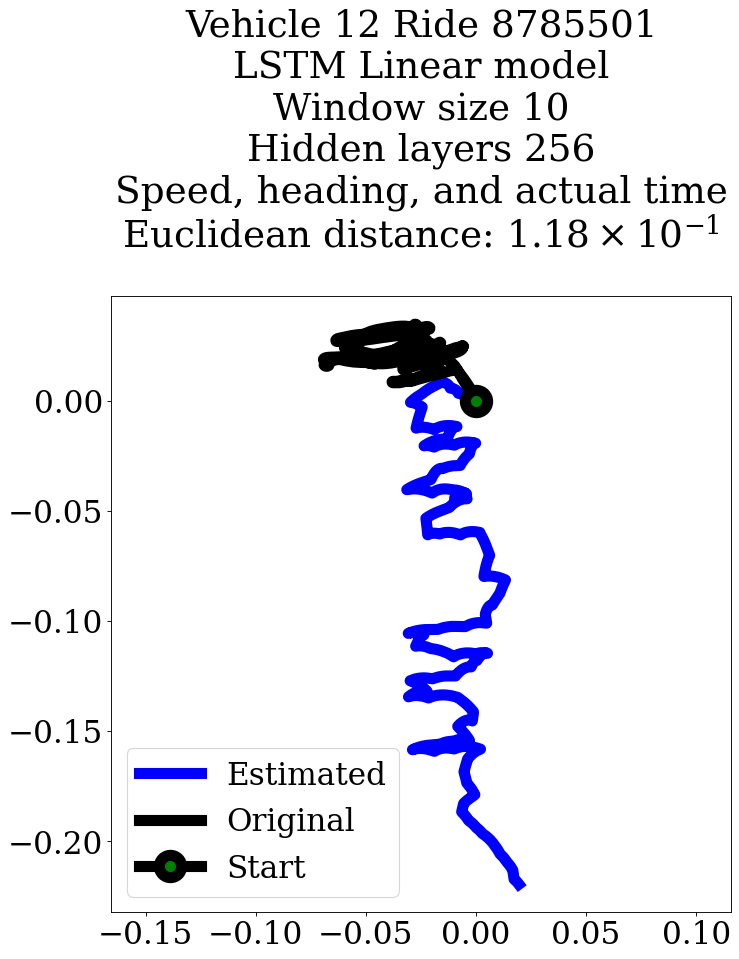 Vehicle 12 Ride 8785501
LSTM Linear model
Window size 10
Hidden layers 256
Speed, heading, and actual time
Euclidean distance: 1.18 × 10⁻¹
0.00
−0.05
−0.10
−0.15
−0.20
Estimated
Original
Start
−0.15 −0.10 −0.05 0.00 0.05 0.10